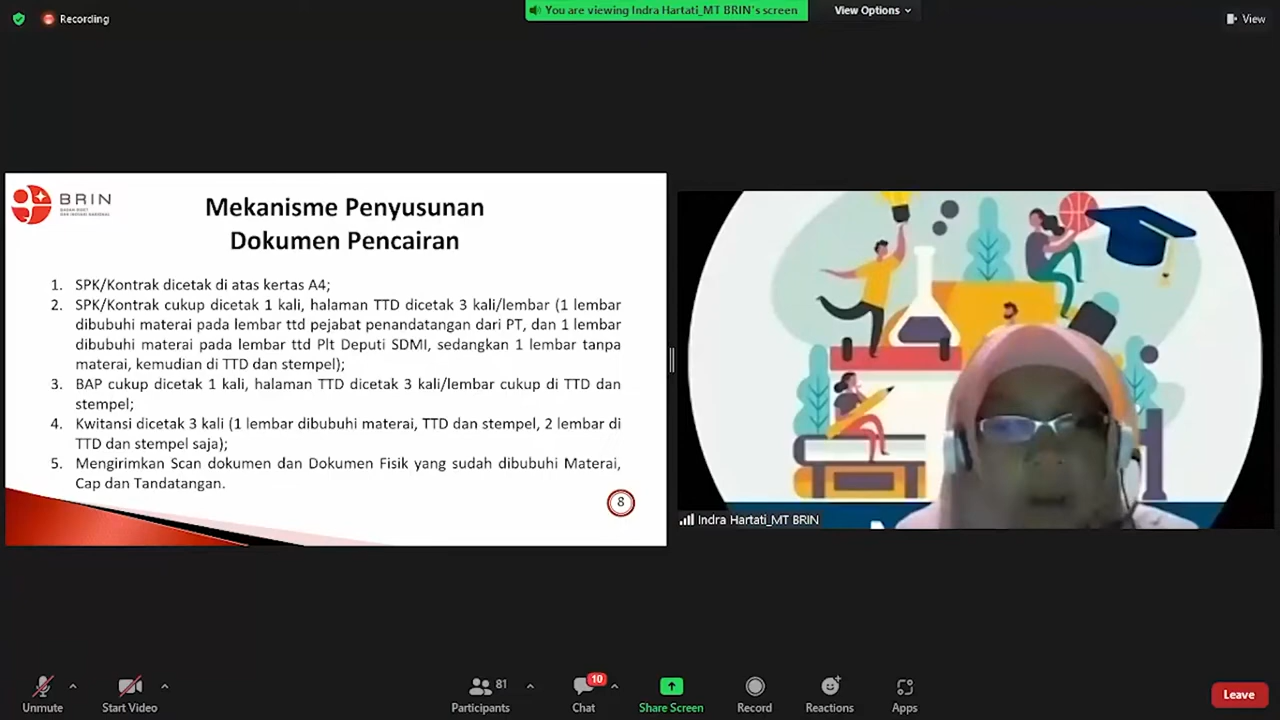 Recording
You are viewing Indra Hartati_MT BRIN's screen
View Options
View
BRIN
BADAN RISET
DAN INOVASI NASIONAL
Mekanisme Penyusunan
Dokumen Pencairan
1. SPK/Kontrak dicetak di atas kertas A4;
2. SPK/Kontrak cukup dicetak 1 kali, halaman TTD dicetak 3 kali/lembar (1 lembar
dibubuhi materai pada lembar ttd pejabat penandatangan dari PT, dan 1 lembar
dibubuhi materai pada lembar ttd Plt Deputi SDMI, sedangkan 1 lembar tanpa
materai, kemudian di TTD dan stempel);
3. BAP cukup dicetak 1 kali, halaman TTD dicetak 3 kali/lembar cukup di TTD dan
stempel;
4. Kwitansi dicetak 3 kali (1 lembar dibubuhi materai, TTD dan stempel, 2 lembar di
TTD dan stempel saja);
5. Mengirimkan Scan dokumen dan Dokumen Fisik yang sudah dibubuhi Materai,
Cap dan Tandatangan.
8
Indra Hartati_MT BRIN
Unmute
Start Video
81
Participants
10
Chat
Share Screen
Record
Reactions
Apps
Leave